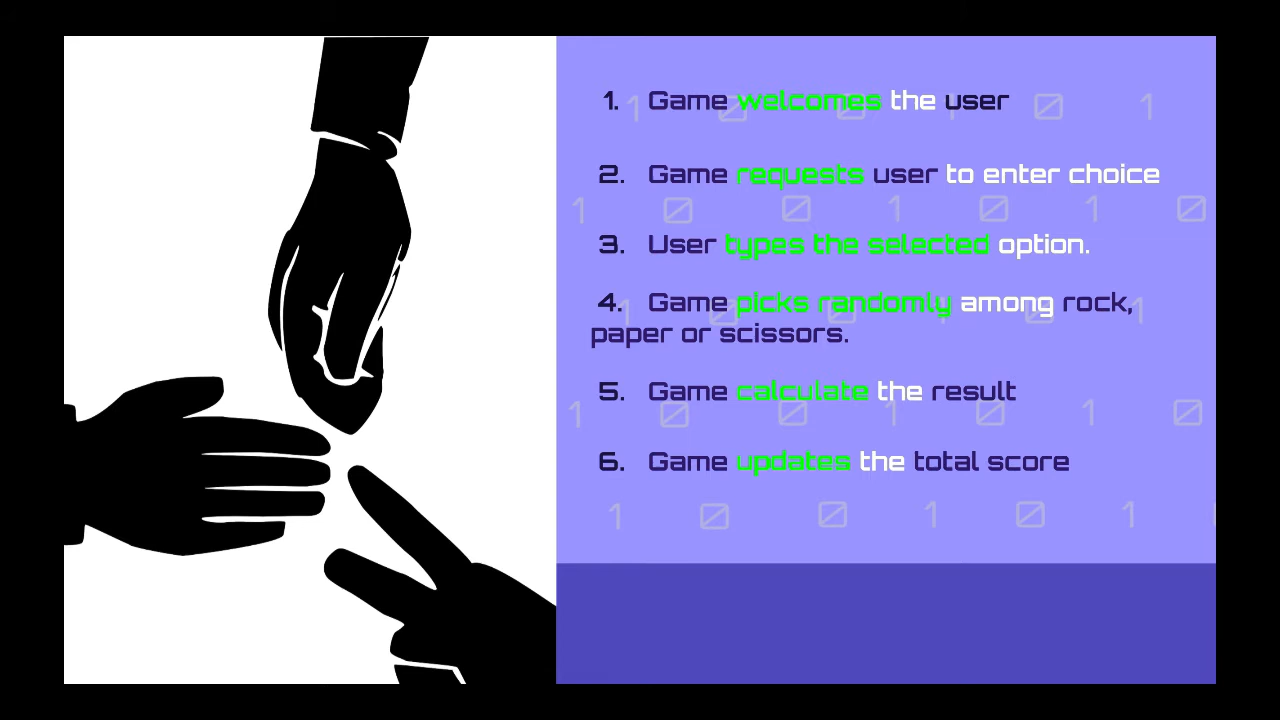 1. Game welcomes the user
2. Game requests user to enter choice
3. User types the selected option.
4. Game picks randomly among rock,
paper or scissors.
5. Game calculate the result
6. Game updates the total score